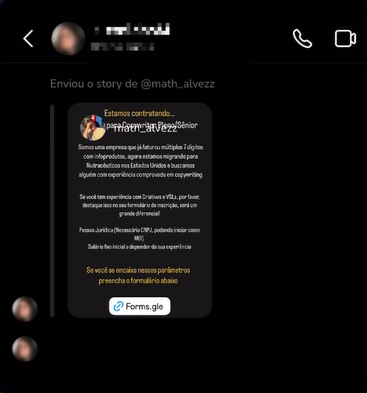 Enviou o story de @math_alvezz
Estamos contratando...
para Copywriter Pleno/Sênior
math_alvezz
Somos uma empresa que já faturou múltiplos 7 dígitos
com infoprodutos, agora estamos migrando para
Nutracêuticos nos Estados Unidos e buscamos
alguém com experiência comprovada em copywriting
Se você tem experiência com Criativos e VSLs, por favor,
destaque isso no seu formulário de inscrição, será um
grande diferencial!
Pessoa Jurídica (Necessário CNPJ, podendo iniciar como
MEI)
Salário fixo inicial a depender da sua experiência
Se você se encaixa nesses parâmetros
preencha o formulário abaixo
Forms.gle